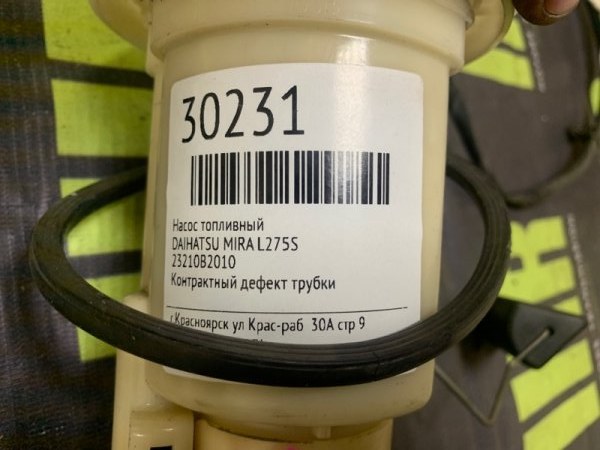 30231
Насос топливный
DAIHATSU MIRA L275S
23210B2010
Контрактный дефект трубки
г Красноярск ул Крас-раб 30А стр 9